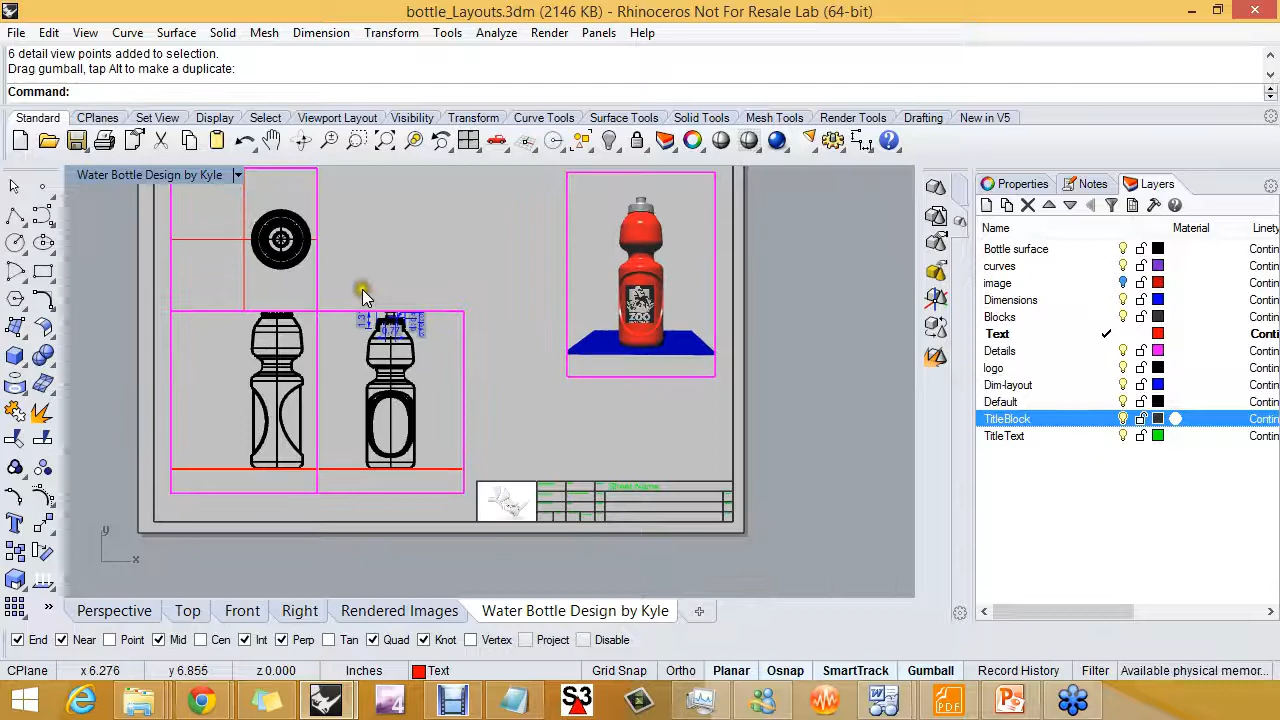 bottle_Layouts.3dm (2146 KB) - Rhinoceros Not For Resale Lab (64-bit)
File Edit View Curve Surface Solid Mesh Dimension Transform Tools Analyze Render Panels Help
6 detail view points added to selection.
Drag gumball, tap Alt to make a duplicate:
Command:
Standard CPlanes Set View Display Select Viewport Layout Visibility Transform Curve Tools Surface Tools Solid Tools Mesh Tools Render Tools Drafting New in V5
Water Bottle Design by Kyle
Properties Notes Layers
Name Material Linety
Bottle surface Contin
curves Contin
image Contin
Dimensions Contin
Blocks Contin
Text Conti
Details Contin
logo Contin
Dim-layout Contin
Default Contin
TitleBlock Contin
TitleText Contin
ZOO
Sheet Name
y
x
Perspective Top Front Right Rendered Images Water Bottle Design by Kyle
End Near Point Mid Cen Int Perp Tan Quad Knot Vertex Project Disable
CPlane x 6.276 y 6.855 z 0.000 Inches Text Grid Snap Ortho Planar Osnap SmartTrack Gumball Record History Filter Available physical memor...
4 S3 PDF